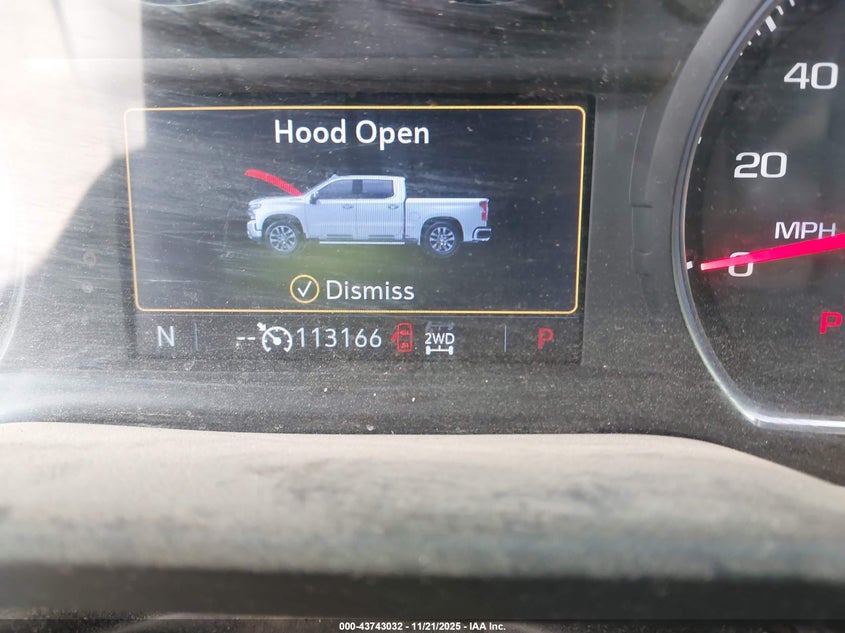 Hood Open
Dismiss
N
--
113166
2WD
P
40
20
MPH
0
P
000-43743032 - 11/21/2025 - IAA Inc.